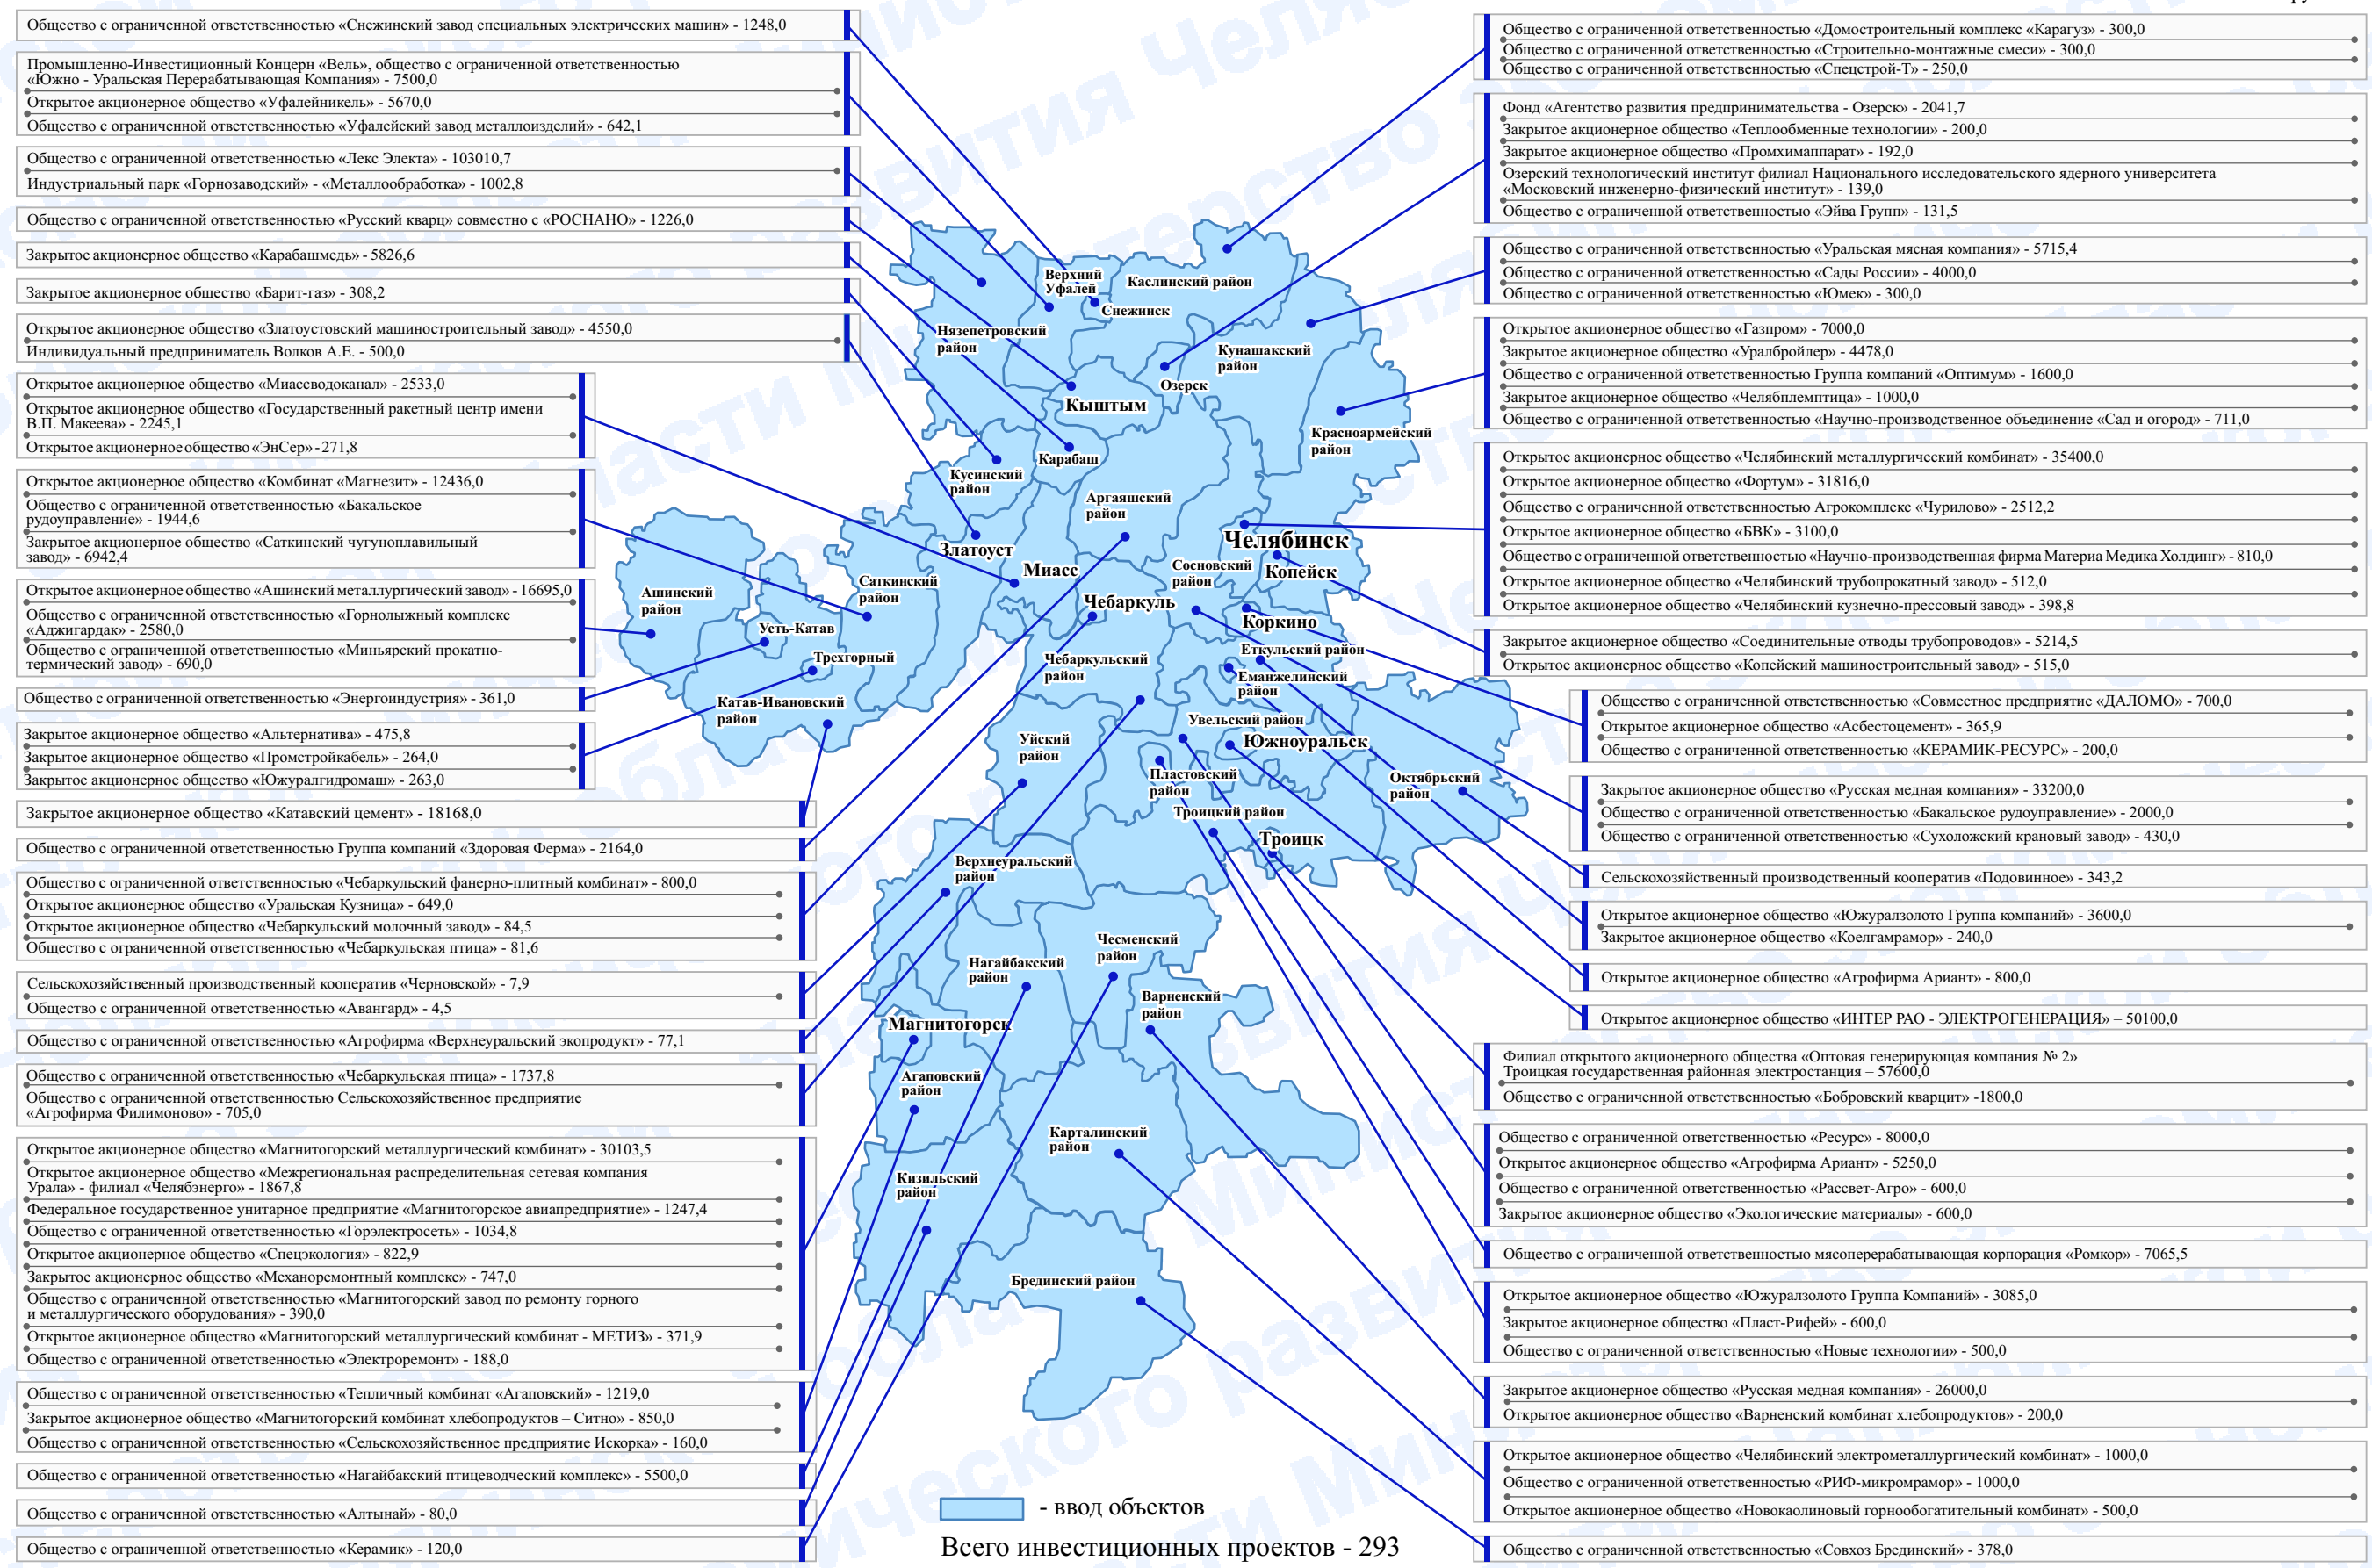 Общество с ограниченной ответственностью «Снежинский завод специальных электрических машин» - 1248,0
Промышленно-Инвестиционный Концерн «Вель», общество с ограниченной ответственностью
«Южно - Уральская Перерабатывающая Компания» - 7500,0
Открытое акционерное общество «Уфалейникель» - 5670,0
Общество с ограниченной ответственностью «Уфалейский завод металлоизделий» - 642,1
Общество с ограниченной ответственностью «Лекс Электа» - 103010,7
Индустриальный парк «Горнозаводский» - «Металлообработка» - 1002,8
Общество с ограниченной ответственностью «Русский кварц» совместно с «РОСНАНО» - 1226,0
Закрытое акционерное общество «Карабашмедь» - 5826,6
Закрытое акционерное общество «Барит-газ» - 308,2
Открытое акционерное общество «Златоустовский машиностроительный завод» - 4550,0
Индивидуальный предприниматель Волков А.Е. - 500,0
Открытое акционерное общество «Миассводоканал» - 2533,0
Открытое акционерное общество «Государственный ракетный центр имени
В.П. Макеева» - 2245,1
Открытое акционерное общество «ЭнСер» - 271,8
Открытое акционерное общество «Комбинат «Магнезит» - 12436,0
Общество с ограниченной ответственностью «Бакальское
рудоуправление» - 1944,6
Закрытое акционерное общество «Саткинский чугуноплавильный
завод» - 6942,4
Открытое акционерное общество «Ашинский металлургический завод» - 16695,0
Общество с ограниченной ответственностью «Горнолыжный комплекс
«Аджигардак» - 2580,0
Общество с ограниченной ответственностью «Миньярский прокатно-
термический завод» - 690,0
Общество с ограниченной ответственностью «Энергоиндустрия» - 361,0
Закрытое акционерное общество «Альтернатива» - 475,8
Закрытое акционерное общество «Промстройкабель» - 264,0
Закрытое акционерное общество «Южуралгидромаш» - 263,0
Закрытое акционерное общество «Катавский цемент» - 18168,0
Общество с ограниченной ответственностью Группа компаний «Здоровая Ферма» - 2164,0
Общество с ограниченной ответственностью «Чебаркульский фанерно-плитный комбинат» - 800,0
Открытое акционерное общество «Уральская Кузница» - 649,0
Открытое акционерное общество «Чебаркульский молочный завод» - 84,5
Общество с ограниченной ответственностью «Чебаркульская птица» - 81,6
Сельскохозяйственный производственный кооператив «Черновской» - 7,9
Общество с ограниченной ответственностью «Авангард» - 4,5
Общество с ограниченной ответственностью «Агрофирма «Верхнеуральский экопродукт» - 77,1
Общество с ограниченной ответственностью «Чебаркульская птица» - 1737,8
Общество с ограниченной ответственностью Сельскохозяйственное предприятие
«Агрофирма Филимоново» - 705,0
Открытое акционерное общество «Магнитогорский металлургический комбинат» - 30103,5
Открытое акционерное общество «Межрегиональная распределительная сетевая компания
Урала» - филиал «Челябэнерго» - 1867,8
Федеральное государственное унитарное предприятие «Магнитогорское авиапредприятие» - 1247,4
Общество с ограниченной ответственностью «Горэлектросеть» - 1034,8
Открытое акционерное общество «Спецэкология» - 822,9
Закрытое акционерное общество «Механоремонтный комплекс» - 747,0
Общество с ограниченной ответственностью «Магнитогорский завод по ремонту горного
и металлургического оборудования» - 390,0
Открытое акционерное общество «Магнитогорский металлургический комбинат - МЕТИЗ» - 371,9
Общество с ограниченной ответственностью «Электроремонт» - 188,0
Общество с ограниченной ответственностью «Тепличный комбинат «Агаповский» - 1219,0
Закрытое акционерное общество «Магнитогорский комбинат хлебопродуктов – Ситно» - 850,0
Общество с ограниченной ответственностью «Сельскохозяйственное предприятие Искорка» - 160,0
Общество с ограниченной ответственностью «Нагайбакский птицеводческий комплекс» - 5500,0
Общество с ограниченной ответственностью «Алтынай» - 80,0
Общество с ограниченной ответственностью «Керамик» - 120,0
Верхний
Уфалей
Каслинский район
Снежинск
Нязепетровский
район
Кунашакский
район
Озерск
Кыштым
Красноармейский
район
Карабаш
Кусинский
район
Аргаяшский
район
Челябинск
Златоуст
Миасс
Сосновский
район
Копейск
Саткинский
район
Ашинский
район
Чебаркуль
Коркино
Усть-Катав
Еткульский район
Трехгорный
Чебаркульский
район
Еманжелинский
район
Катав-Ивановский
район
Увельский район
Уйский
район
Южноуральск
Пластовский
район
Октябрьский
район
Троицкий район
Троицк
Верхнеуральский
район
Чесменский
район
Нагайбакский
район
Варненский
район
Магнитогорск
Агаповский
район
Карталинский
район
Кизильский
район
Брединский район
- ввод объектов
Всего инвестиционных проектов - 293
Общество с ограниченной ответственностью «Домостроительный комплекс «Карагуз» - 300,0
Общество с ограниченной ответственностью «Строительно-монтажные смеси» - 300,0
Общество с ограниченной ответственностью «Спецстрой-Т» - 250,0
Фонд «Агентство развития предпринимательства - Озерск» - 2041,7
Закрытое акционерное общество «Теплообменные технологии» - 200,0
Закрытое акционерное общество «Промхимаппарат» - 192,0
Озерский технологический институт филиал Национального исследовательского ядерного университета
«Московский инженерно-физический институт» - 139,0
Общество с ограниченной ответственностью «Эйва Групп» - 131,5
Общество с ограниченной ответственностью «Уральская мясная компания» - 5715,4
Общество с ограниченной ответственностью «Сады России» - 4000,0
Общество с ограниченной ответственностью «Юмек» - 300,0
Открытое акционерное общество «Газпром» - 7000,0
Закрытое акционерное общество «Уралбройлер» - 4478,0
Общество с ограниченной ответственностью Группа компаний «Оптимум» - 1600,0
Закрытое акционерное общество «Челябплемптица» - 1000,0
Общество с ограниченной ответственностью «Научно-производственное объединение «Сад и огород» - 711,0
Открытое акционерное общество «Челябинский металлургический комбинат» - 35400,0
Открытое акционерное общество «Фортум» - 31816,0
Общество с ограниченной ответственностью Агрокомплекс «Чурилово» - 2512,2
Открытое акционерное общество «БВК» - 3100,0
Общество с ограниченной ответственностью «Научно-производственная фирма Материа Медика Холдинг» - 810,0
Открытое акционерное общество «Челябинский трубопрокатный завод» - 512,0
Открытое акционерное общество «Челябинский кузнечно-прессовый завод» - 398,8
Закрытое акционерное общество «Соединительные отводы трубопроводов» - 5214,5
Открытое акционерное общество «Копейский машиностроительный завод» - 515,0
Общество с ограниченной ответственностью «Совместное предприятие «ДАЛОМО» - 700,0
Открытое акционерное общество «Асбестоцемент» - 365,9
Общество с ограниченной ответственностью «КЕРАМИК-РЕСУРС» - 200,0
Закрытое акционерное общество «Русская медная компания» - 33200,0
Общество с ограниченной ответственностью «Бакальское рудоуправление» - 2000,0
Общество с ограниченной ответственностью «Сухоложский крановый завод» - 430,0
Сельскохозяйственный производственный кооператив «Подовинное» - 343,2
Открытое акционерное общество «Южуралзолото Группа компаний» - 3600,0
Закрытое акционерное общество «Коелгамрамор» - 240,0
Открытое акционерное общество «Агрофирма Ариант» - 800,0
Открытое акционерное общество «ИНТЕР РАО - ЭЛЕКТРОГЕНЕРАЦИЯ» – 50100,0
Филиал открытого акционерного общества «Оптовая генерирующая компания № 2»
Троицкая государственная районная электростанция – 57600,0
Общество с ограниченной ответственностью «Бобровский кварцит» -1800,0
Общество с ограниченной ответственностью «Ресурс» - 8000,0
Открытое акционерное общество «Агрофирма Ариант» - 5250,0
Общество с ограниченной ответственностью «Рассвет-Агро» - 600,0
Закрытое акционерное общество «Экологические материалы» - 600,0
Общество с ограниченной ответственностью мясоперерабатывающая корпорация «Ромкор» - 7065,5
Открытое акционерное общество «Южуралзолото Группа Компаний» - 3085,0
Закрытое акционерное общество «Пласт-Рифей» - 600,0
Общество с ограниченной ответственностью «Новые технологии» - 500,0
Закрытое акционерное общество «Русская медная компания» - 26000,0
Открытое акционерное общество «Варненский комбинат хлебопродуктов» - 200,0
Открытое акционерное общество «Челябинский электрометаллургический комбинат» - 1000,0
Общество с ограниченной ответственностью «РИФ-микромрамор» - 1000,0
Открытое акционерное общество «Новокаолиновый горнообогатительный комбинат» - 500,0
Общество с ограниченной ответственностью «Совхоз Брединский» - 378,0